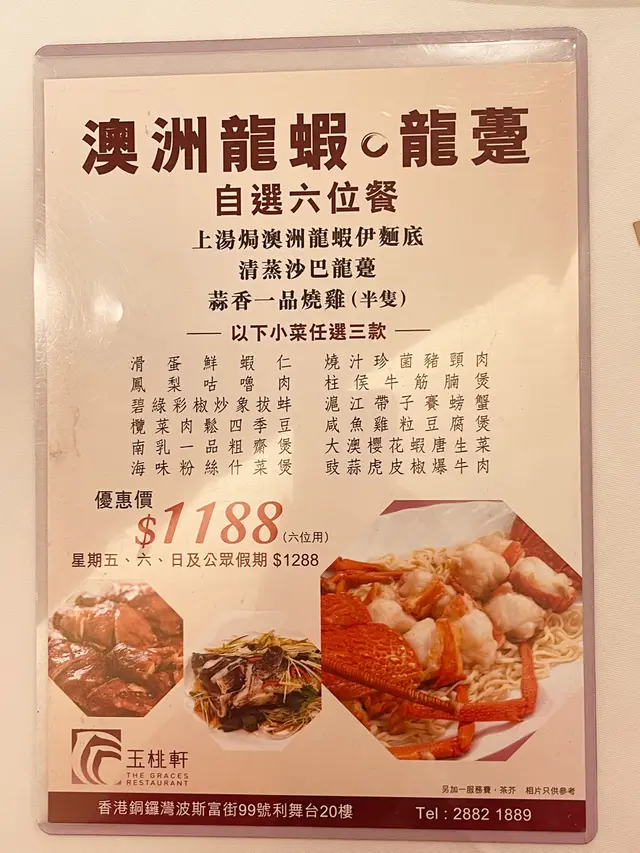 澳洲龍蝦 龍躉
自選六位餐
上湯焗澳洲龍蝦伊麵底
清蒸沙巴龍躉
蒜香一品燒雞(半隻)
以下小菜任選三款
滑蛋鮮蝦仁 燒汁珍菌豬頸肉
鳳梨咕嚕肉 柱侯牛筋腩煲
碧綠彩椒炒象拔蚌 滬江帶子賽螃蟹
欖菜肉鬆四季豆 咸魚雞粒豆腐煲
南乳一品粗齋煲 大澳櫻花蝦唐生菜
海味粉絲什菜煲 豉蒜虎皮椒爆牛肉
優惠價
$1188(六位用)
星期五、六、日及公眾假期 $1288
玉桃軒
THE GRACES
RESTAURANT
另加一服務費,茶芥 相片只供參考
香港銅鑼灣波斯富街99號利舞台20樓 Tel : 2882 1889